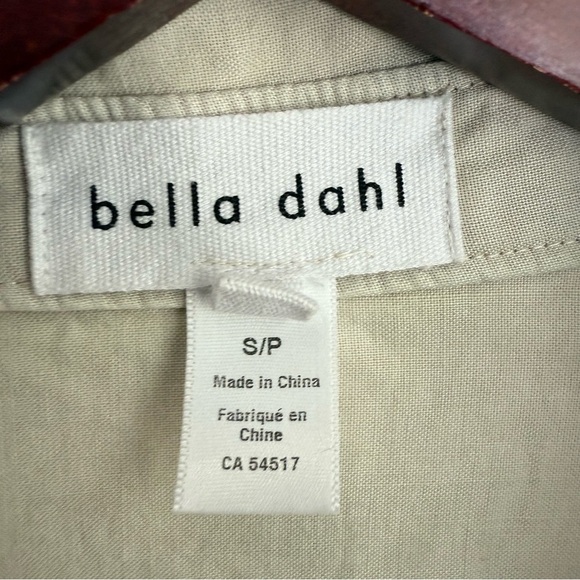 bella dahl
S/P
Made in China
Fabriqué en
Chine
CA 54517